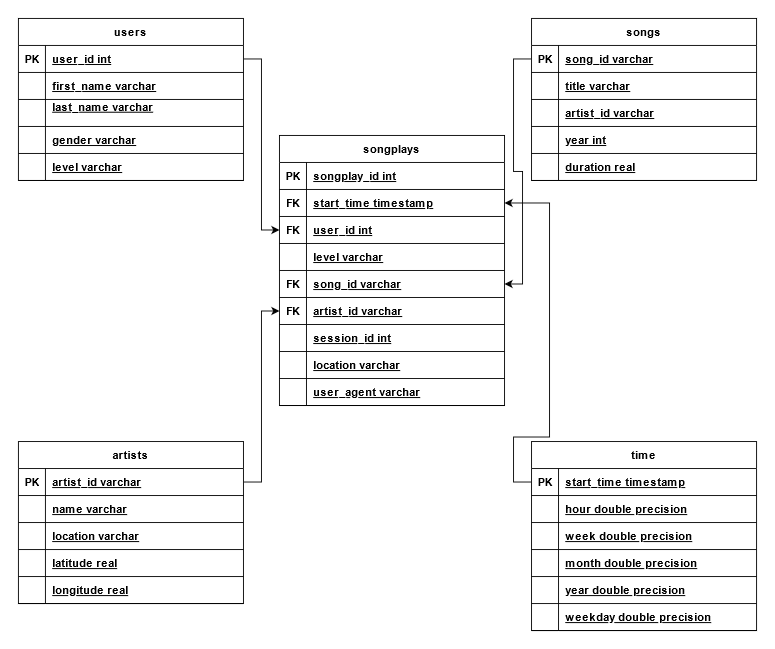 users
PK user_id int
first_name varchar
last_name varchar
gender varchar
level varchar
songs
PK song_id varchar
title varchar
artist_id varchar
year int
duration real
songplays
PK songplay_id int
FK start_time timestamp
FK user_id int
level varchar
FK song_id varchar
FK artist_id varchar
session_id int
location varchar
user_agent varchar
artists
PK artist_id varchar
name varchar
location varchar
latitude real
longitude real
time
PK start_time timestamp
hour double precision
week double precision
month double precision
year double precision
weekday double precision